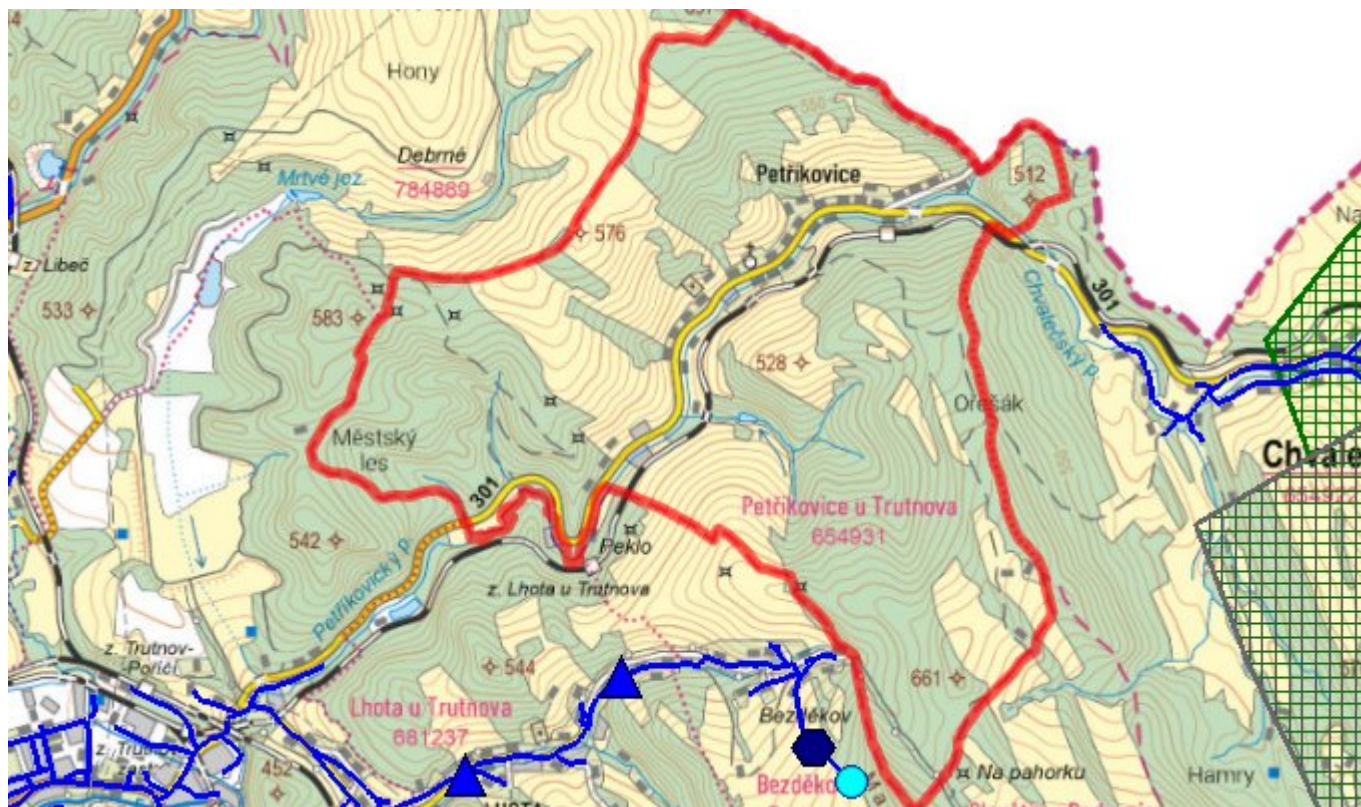 Hony
550
Debrné
784889
Mrtvé jez.
Petříkovice
512
576
z. Libeč
533
583
301
Chvalečský p.
528
Ořešák
Městský
les
301
Petříkovice u Trutnova
654931
542
Peklo
Petříkovický p.
z. Lhota u Trutnova
z. Trutnov-
Poříčí
544
661
Lhota u Trutnova
681237
Bezděkov
452
Na pahorku
Hamry